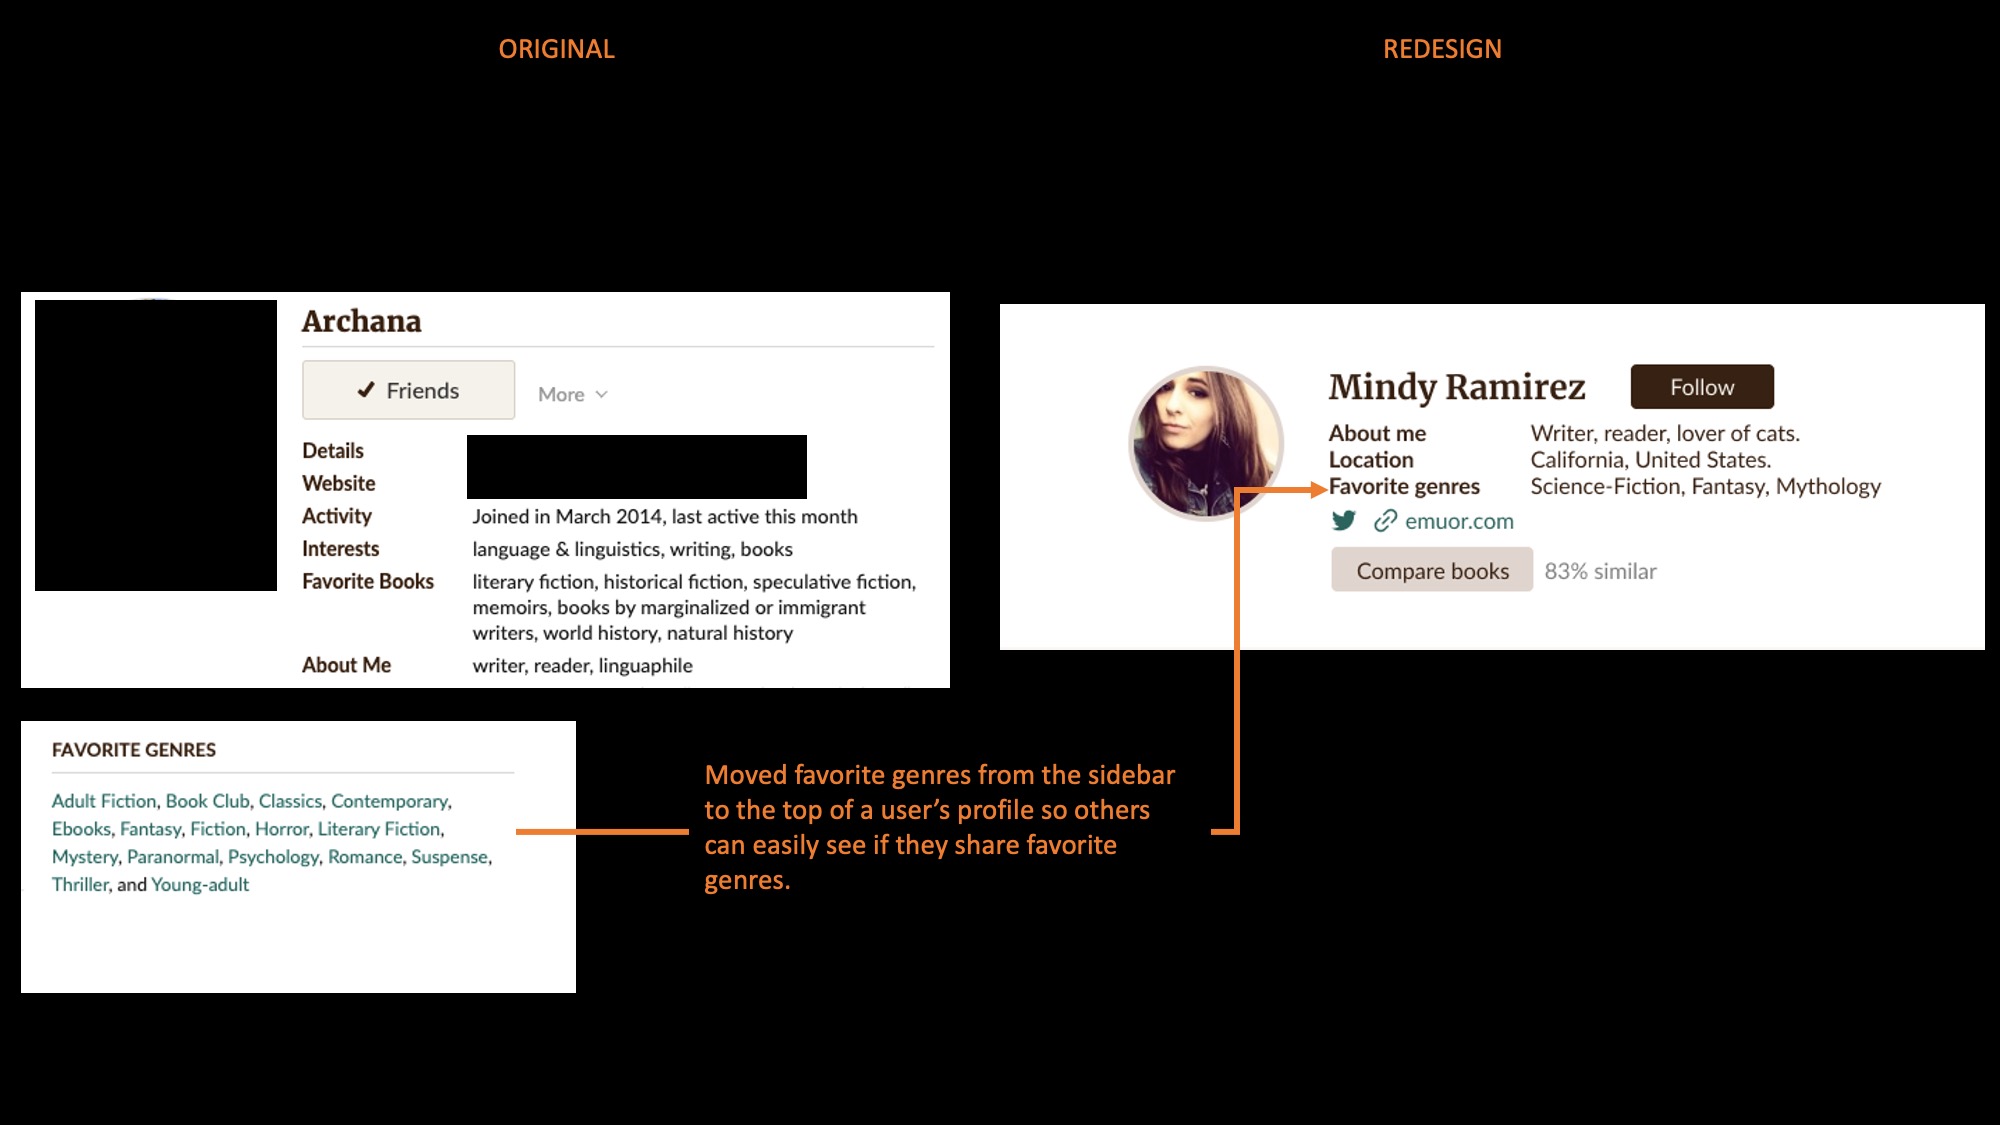 ORIGINAL
REDESIGN
Archana
✔ Friends
More
Details
Website
Activity
Joined in March 2014, last active this month
Interests
language & linguistics, writing, books
Favorite Books
literary fiction, historical fiction, speculative fiction,
memoirs, books by marginalized or immigrant
writers, world history, natural history
About Me
writer, reader, linguaphile
FAVORITE GENRES
Adult Fiction, Book Club, Classics, Contemporary,
Ebooks, Fantasy, Fiction, Horror, Literary Fiction,
Mystery, Paranormal, Psychology, Romance, Suspense,
Thriller, and Young-adult
Moved favorite genres from the sidebar
to the top of a user’s profile so others
can easily see if they share favorite
genres.
Mindy Ramirez
Follow
About me
Writer, reader, lover of cats.
Location
California, United States.
Favorite genres
Science-Fiction, Fantasy, Mythology
emuor.com
Compare books
83% similar